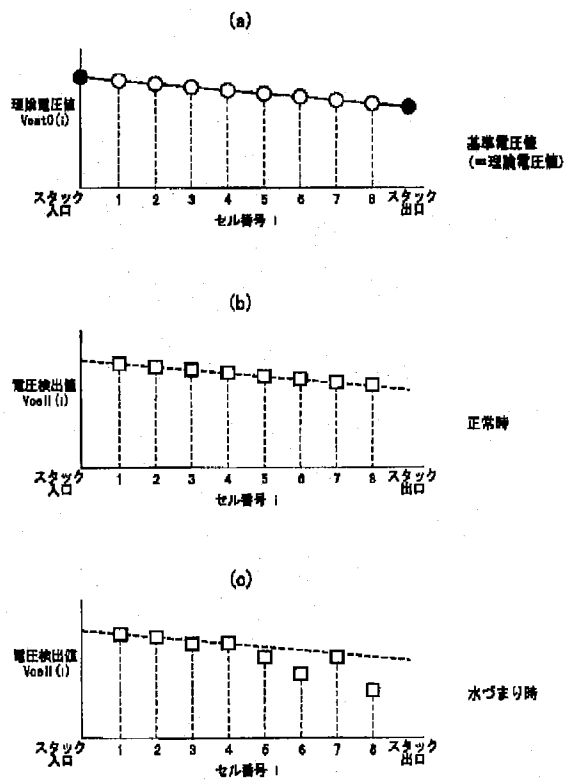 (a)
理論電圧値
Vest0(i)
基準電圧値
(=理論電圧値)
スタック
入口
1 2 3 4 5 6 7 8
スタック
出口
セル番号 i
(b)
電圧検出値
Vcell(i)
正常時
スタック
入口
1 2 3 4 5 6 7 8
スタック
出口
セル番号 i
(c)
電圧検出値
Vcell(i)
水づまり時
スタック
入口
1 2 3 4 5 6 7 8
スタック
出口
セル番号 i